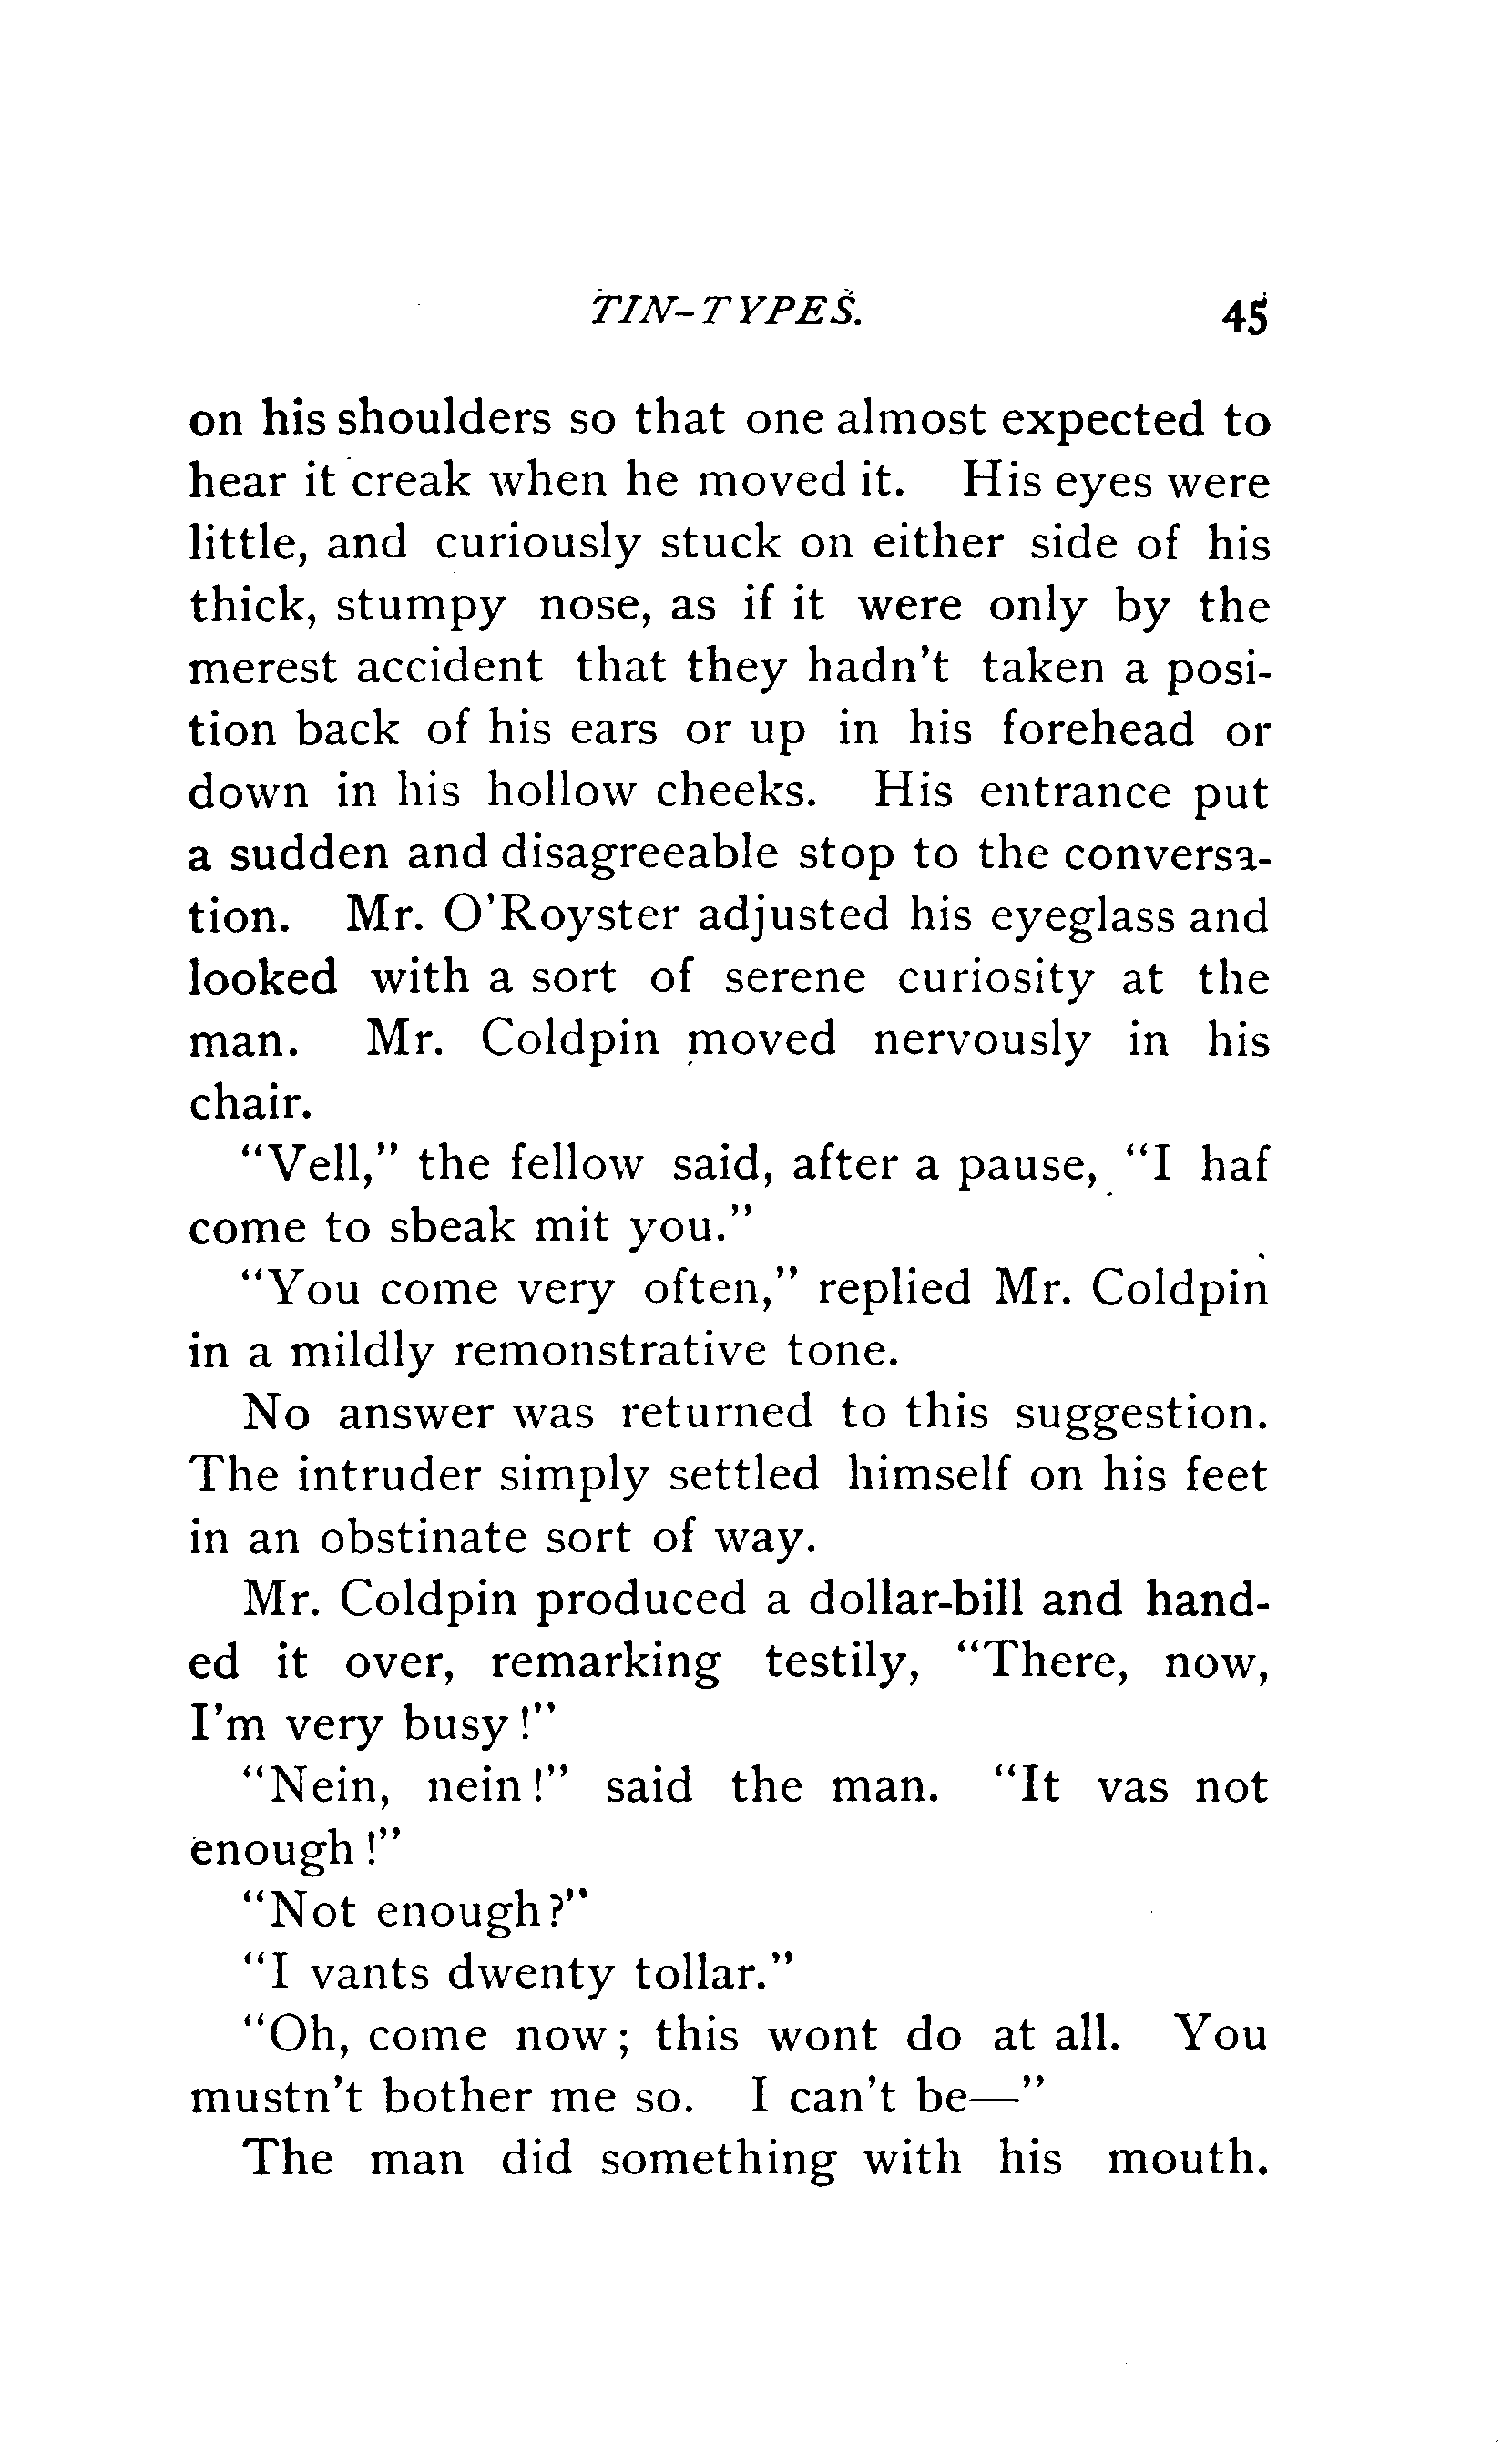 TIN-TYPES. 45
on his shoulders so that one almost expected to
hear it creak when he moved it. His eyes were
little, and curiously stuck on either side of his
thick, stumpy nose, as if it were only by the
merest accident that they hadn't taken a posi-
tion back of his ears or up in his forehead or
down in his hollow cheeks. His entrance put
a sudden and disagreeable stop to the conversa-
tion. Mr. O'Royster adjusted his eyeglass and
looked with a sort of serene curiosity at the
man. Mr. Coldpin moved nervously in his
chair.
"Vell," the fellow said, after a pause, "I haf
come to sbeak mit you."
"You come very often," replied Mr. Coldpin
in a mildly remonstrative tone.
No answer was returned to this suggestion.
The intruder simply settled himself on his feet
in an obstinate sort of way.
Mr. Coldpin produced a dollar-bill and hand-
ed it over, remarking testily, "There, now,
I'm very busy!"
"Nein, nein!" said the man. "It vas not
enough!"
"Not enough?"
"I vants dwenty tollar."
"Oh, come now; this wont do at all. You
mustn't bother me so. I can't be—"
The man did something with his mouth.